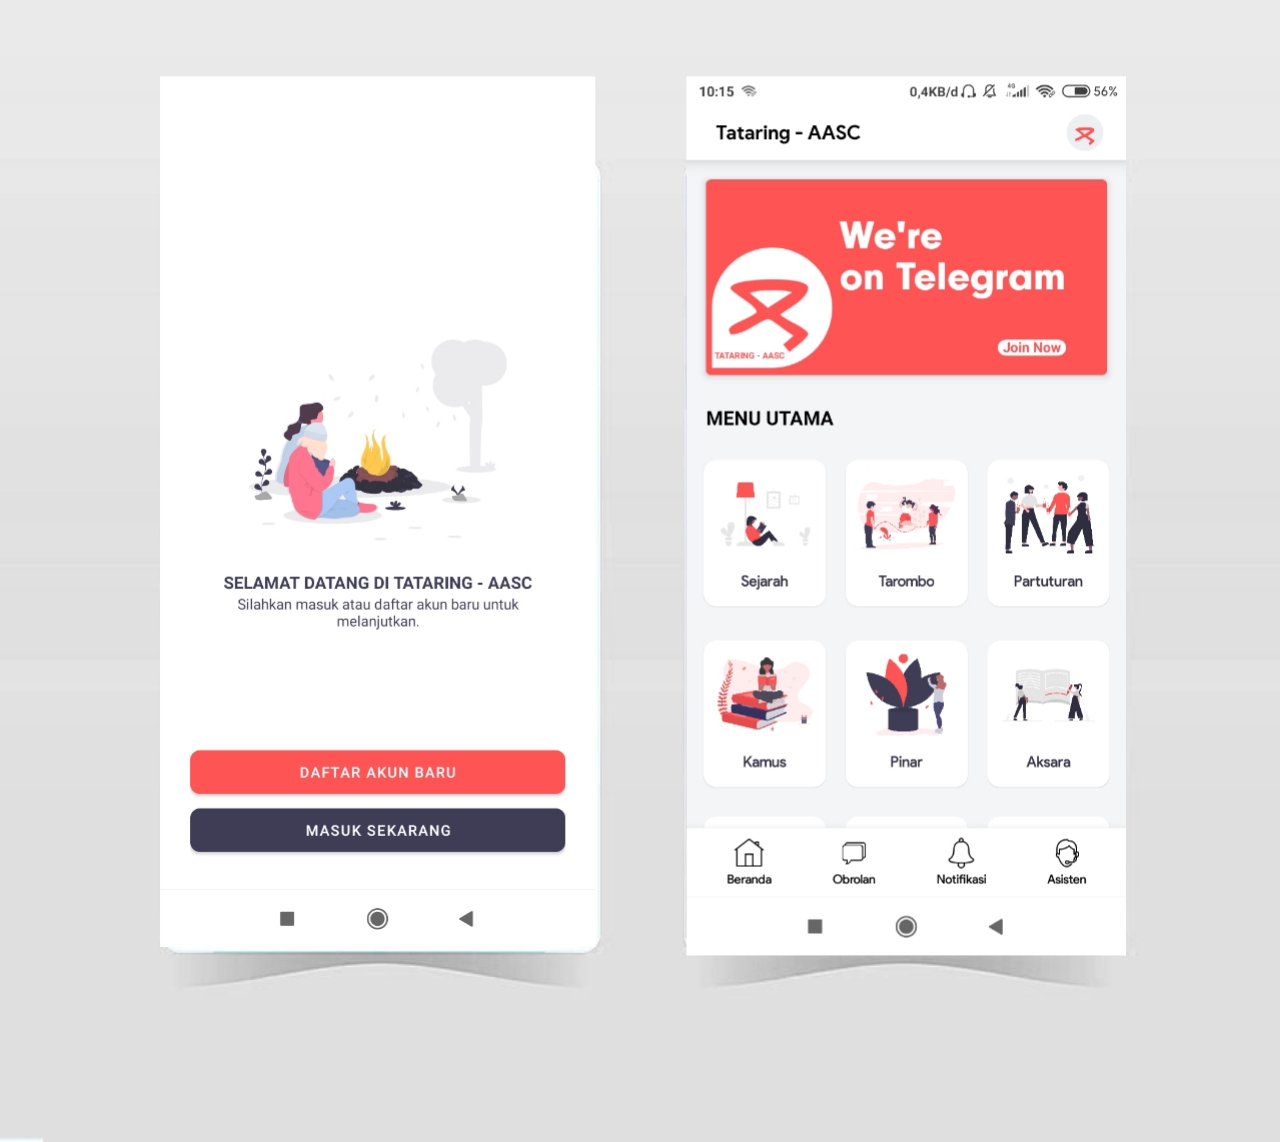 SELAMAT DATANG DI TATARING - AASC
Silahkan masuk atau daftar akun baru untuk
melanjutkan.
DAFTAR AKUN BARU
MASUK SEKARANG
10:15
0,4KB/d
4G
56%
Tataring - AASC
We're
on Telegram
TATARING - AASC
Join Now
MENU UTAMA
Sejarah
Tarombo
Partuturan
Kamus
Pinar
Aksara
Beranda
Obrolan
Notifikasi
Asisten